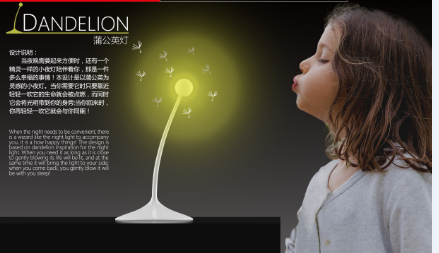 DANDELION
蒲公英灯
设计说明：
当夜晚需要起来方便时，还有一个
精灵一样的小夜灯陪伴着你，那是一件
多么幸福的事情！本设计是以蒲公英为
灵感的小夜灯。当你需要它时只要靠近
轻轻一吹它的生命就会被点燃，而同时
它会将光明带到你的身旁;当你回来时，
你再轻轻一吹它就会与你同眠！
When the night needs to be convenient, there
is a wizard like the night light to accompany
you, it is a how happy things! The design is
based on dandelion inspiration for the night
light. When you need it as long as it is close
to gently blowing its life will be lit, and at the
same time it will bring the light to your side;
when you come back, you gently blow it will
be with you sleep!